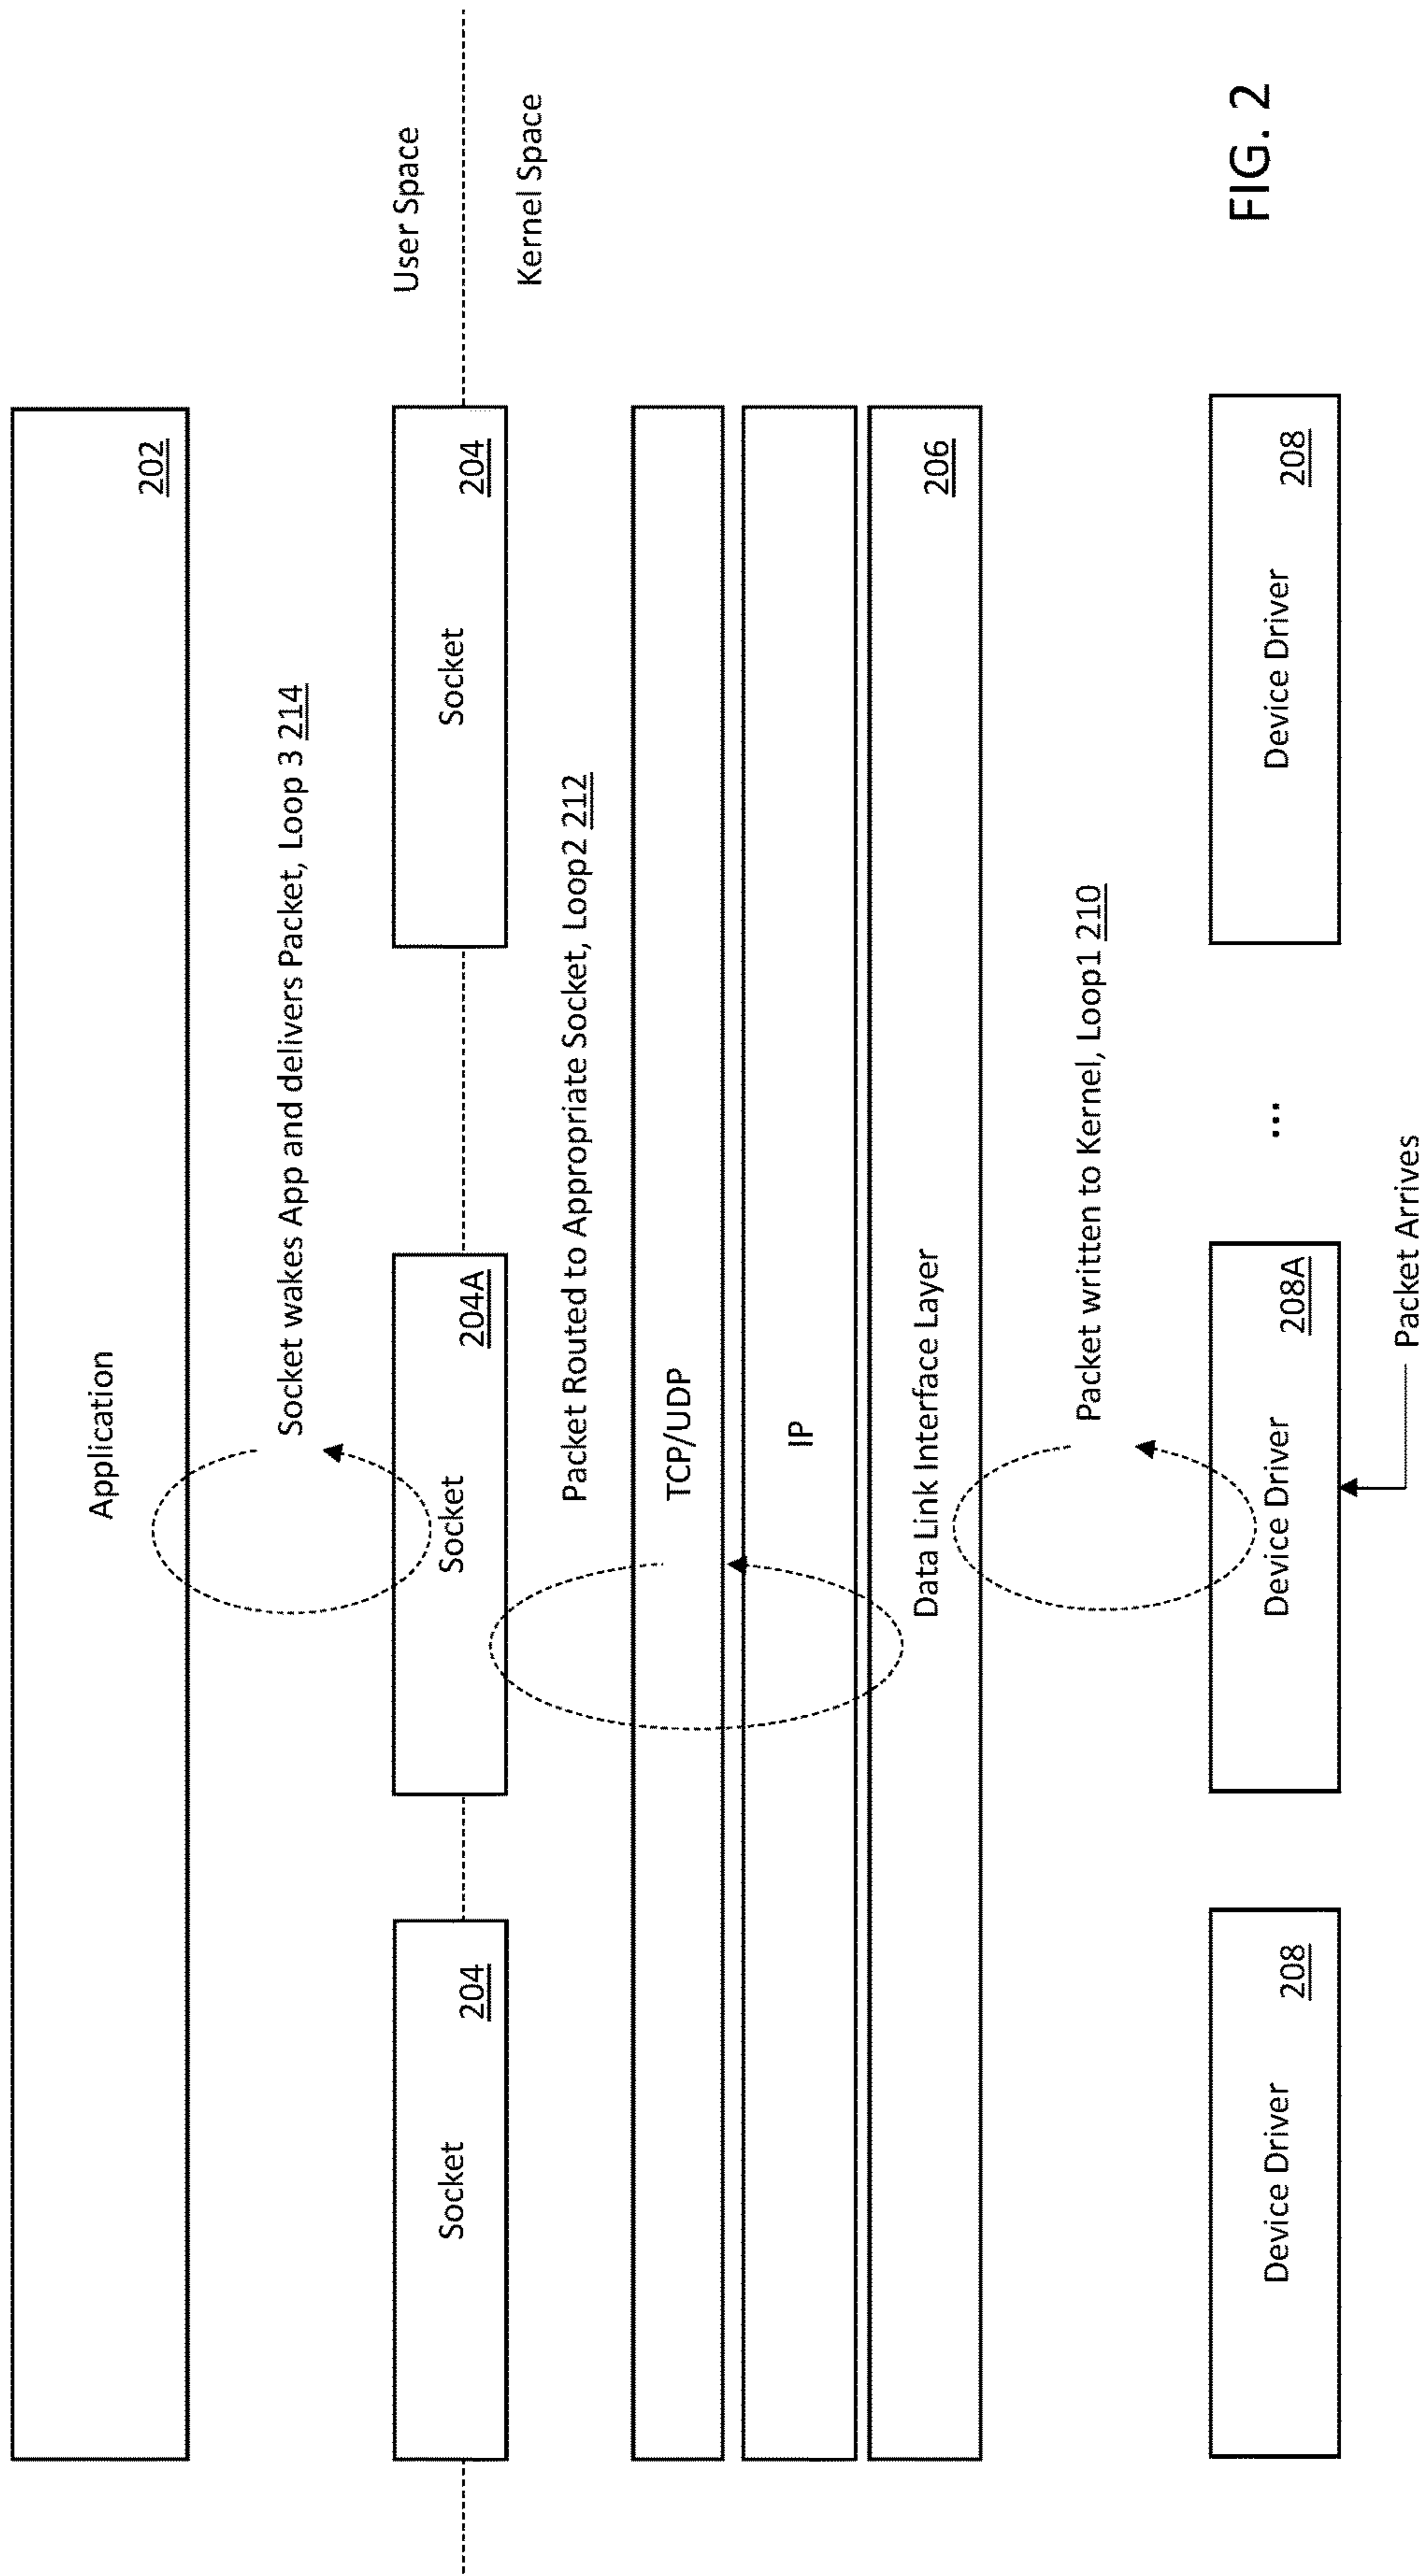 Application
202
Socket wakes App and delivers Packet, Loop 3 214
User Space
Socket
204
Socket
204A
Socket
204
Kernel Space
Packet Routed to Appropriate Socket, Loop2 212
TCP/UDP
IP
Data Link Interface Layer
206
Packet written to Kernel, Loop1 210
Device Driver
208
Device Driver
208A
...
Device Driver
208
Packet Arrives
FIG. 2